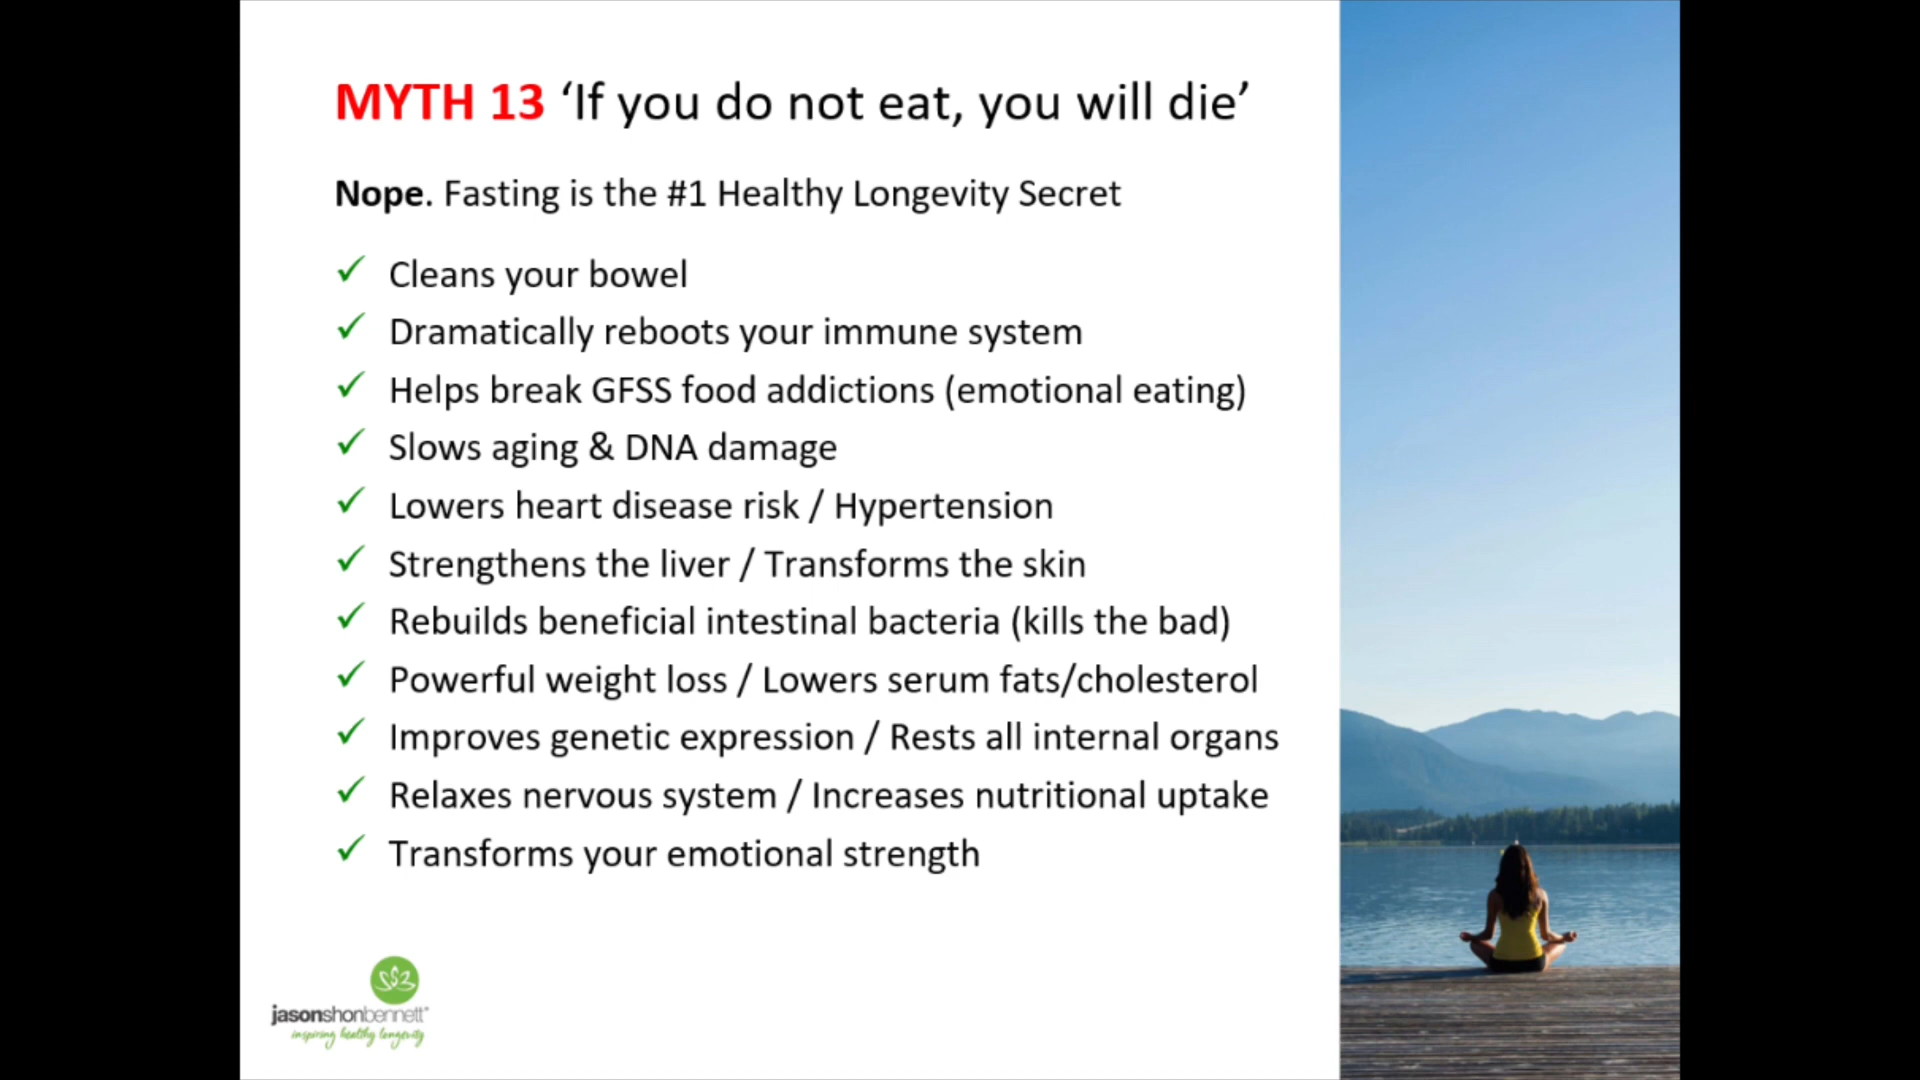 MYTH 13 ‘If you do not eat, you will die’
Nope. Fasting is the #1 Healthy Longevity Secret
✓ Cleans your bowel
✓ Dramatically reboots your immune system
✓ Helps break GFSS food addictions (emotional eating)
✓ Slows aging & DNA damage
✓ Lowers heart disease risk / Hypertension
✓ Strengthens the liver / Transforms the skin
✓ Rebuilds beneficial intestinal bacteria (kills the bad)
✓ Powerful weight loss / Lowers serum fats/cholesterol
✓ Improves genetic expression / Rests all internal organs
✓ Relaxes nervous system / Increases nutritional uptake
✓ Transforms your emotional strength
jasonshonbennett
inspiring healthy longevity